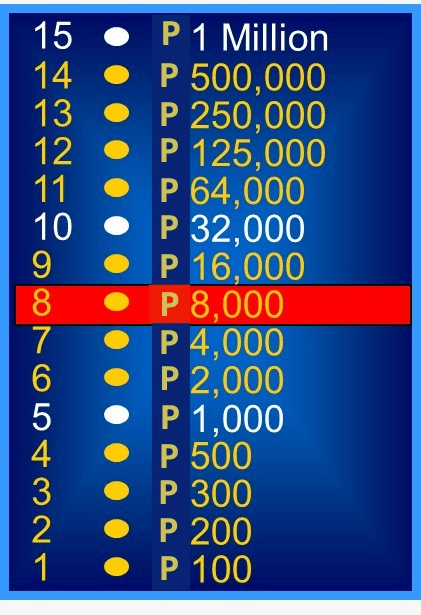 15 P 1 Million
14 P 500,000
13 P 250,000
12 P 125,000
11 P 64,000
10 P 32,000
9 P 16,000
8 P 8,000
7 P 4,000
6 P 2,000
5 P 1,000
4 P 500
3 P 300
2 P 200
1 P 100